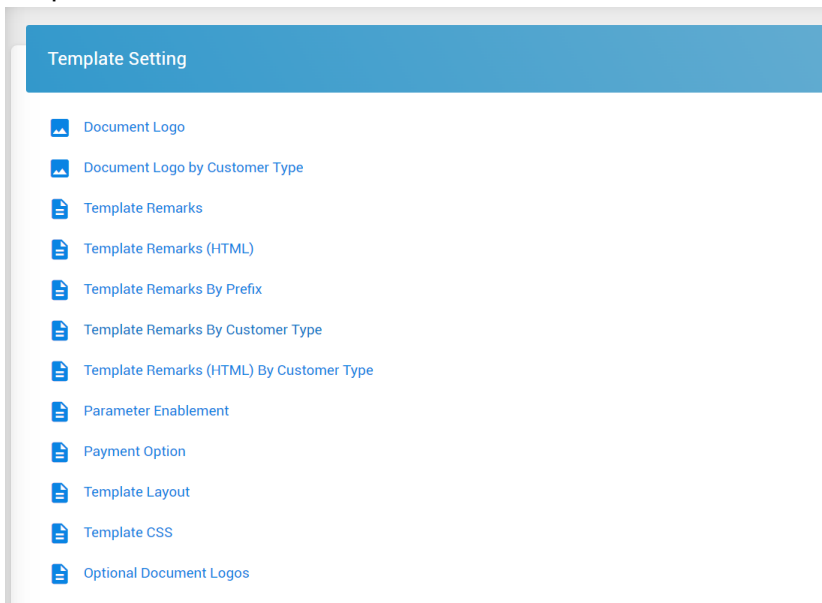 Template Setting
Document Logo
Document Logo by Customer Type
Template Remarks
Template Remarks (HTML)
Template Remarks By Prefix
Template Remarks By Customer Type
Template Remarks (HTML) By Customer Type
Parameter Enablement
Payment Option
Template Layout
Template CSS
Optional Document Logos